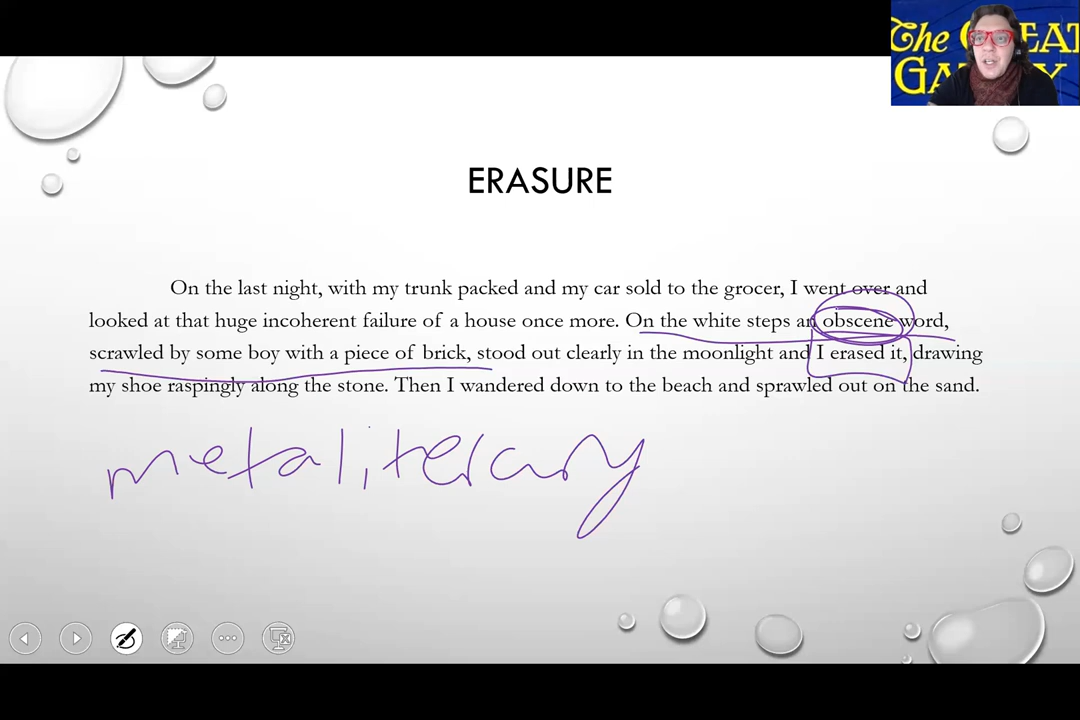 The GREAT
GA Y
ERASURE
On the last night, with my trunk packed and my car sold to the grocer, I went over and
looked at that huge incoherent failure of a house once more. On the white steps an obscene word,
scrawled by some boy with a piece of brick, stood out clearly in the moonlight and I erased it, drawing
my shoe raspingly along the stone. Then I wandered down to the beach and sprawled out on the sand.
metaliterary